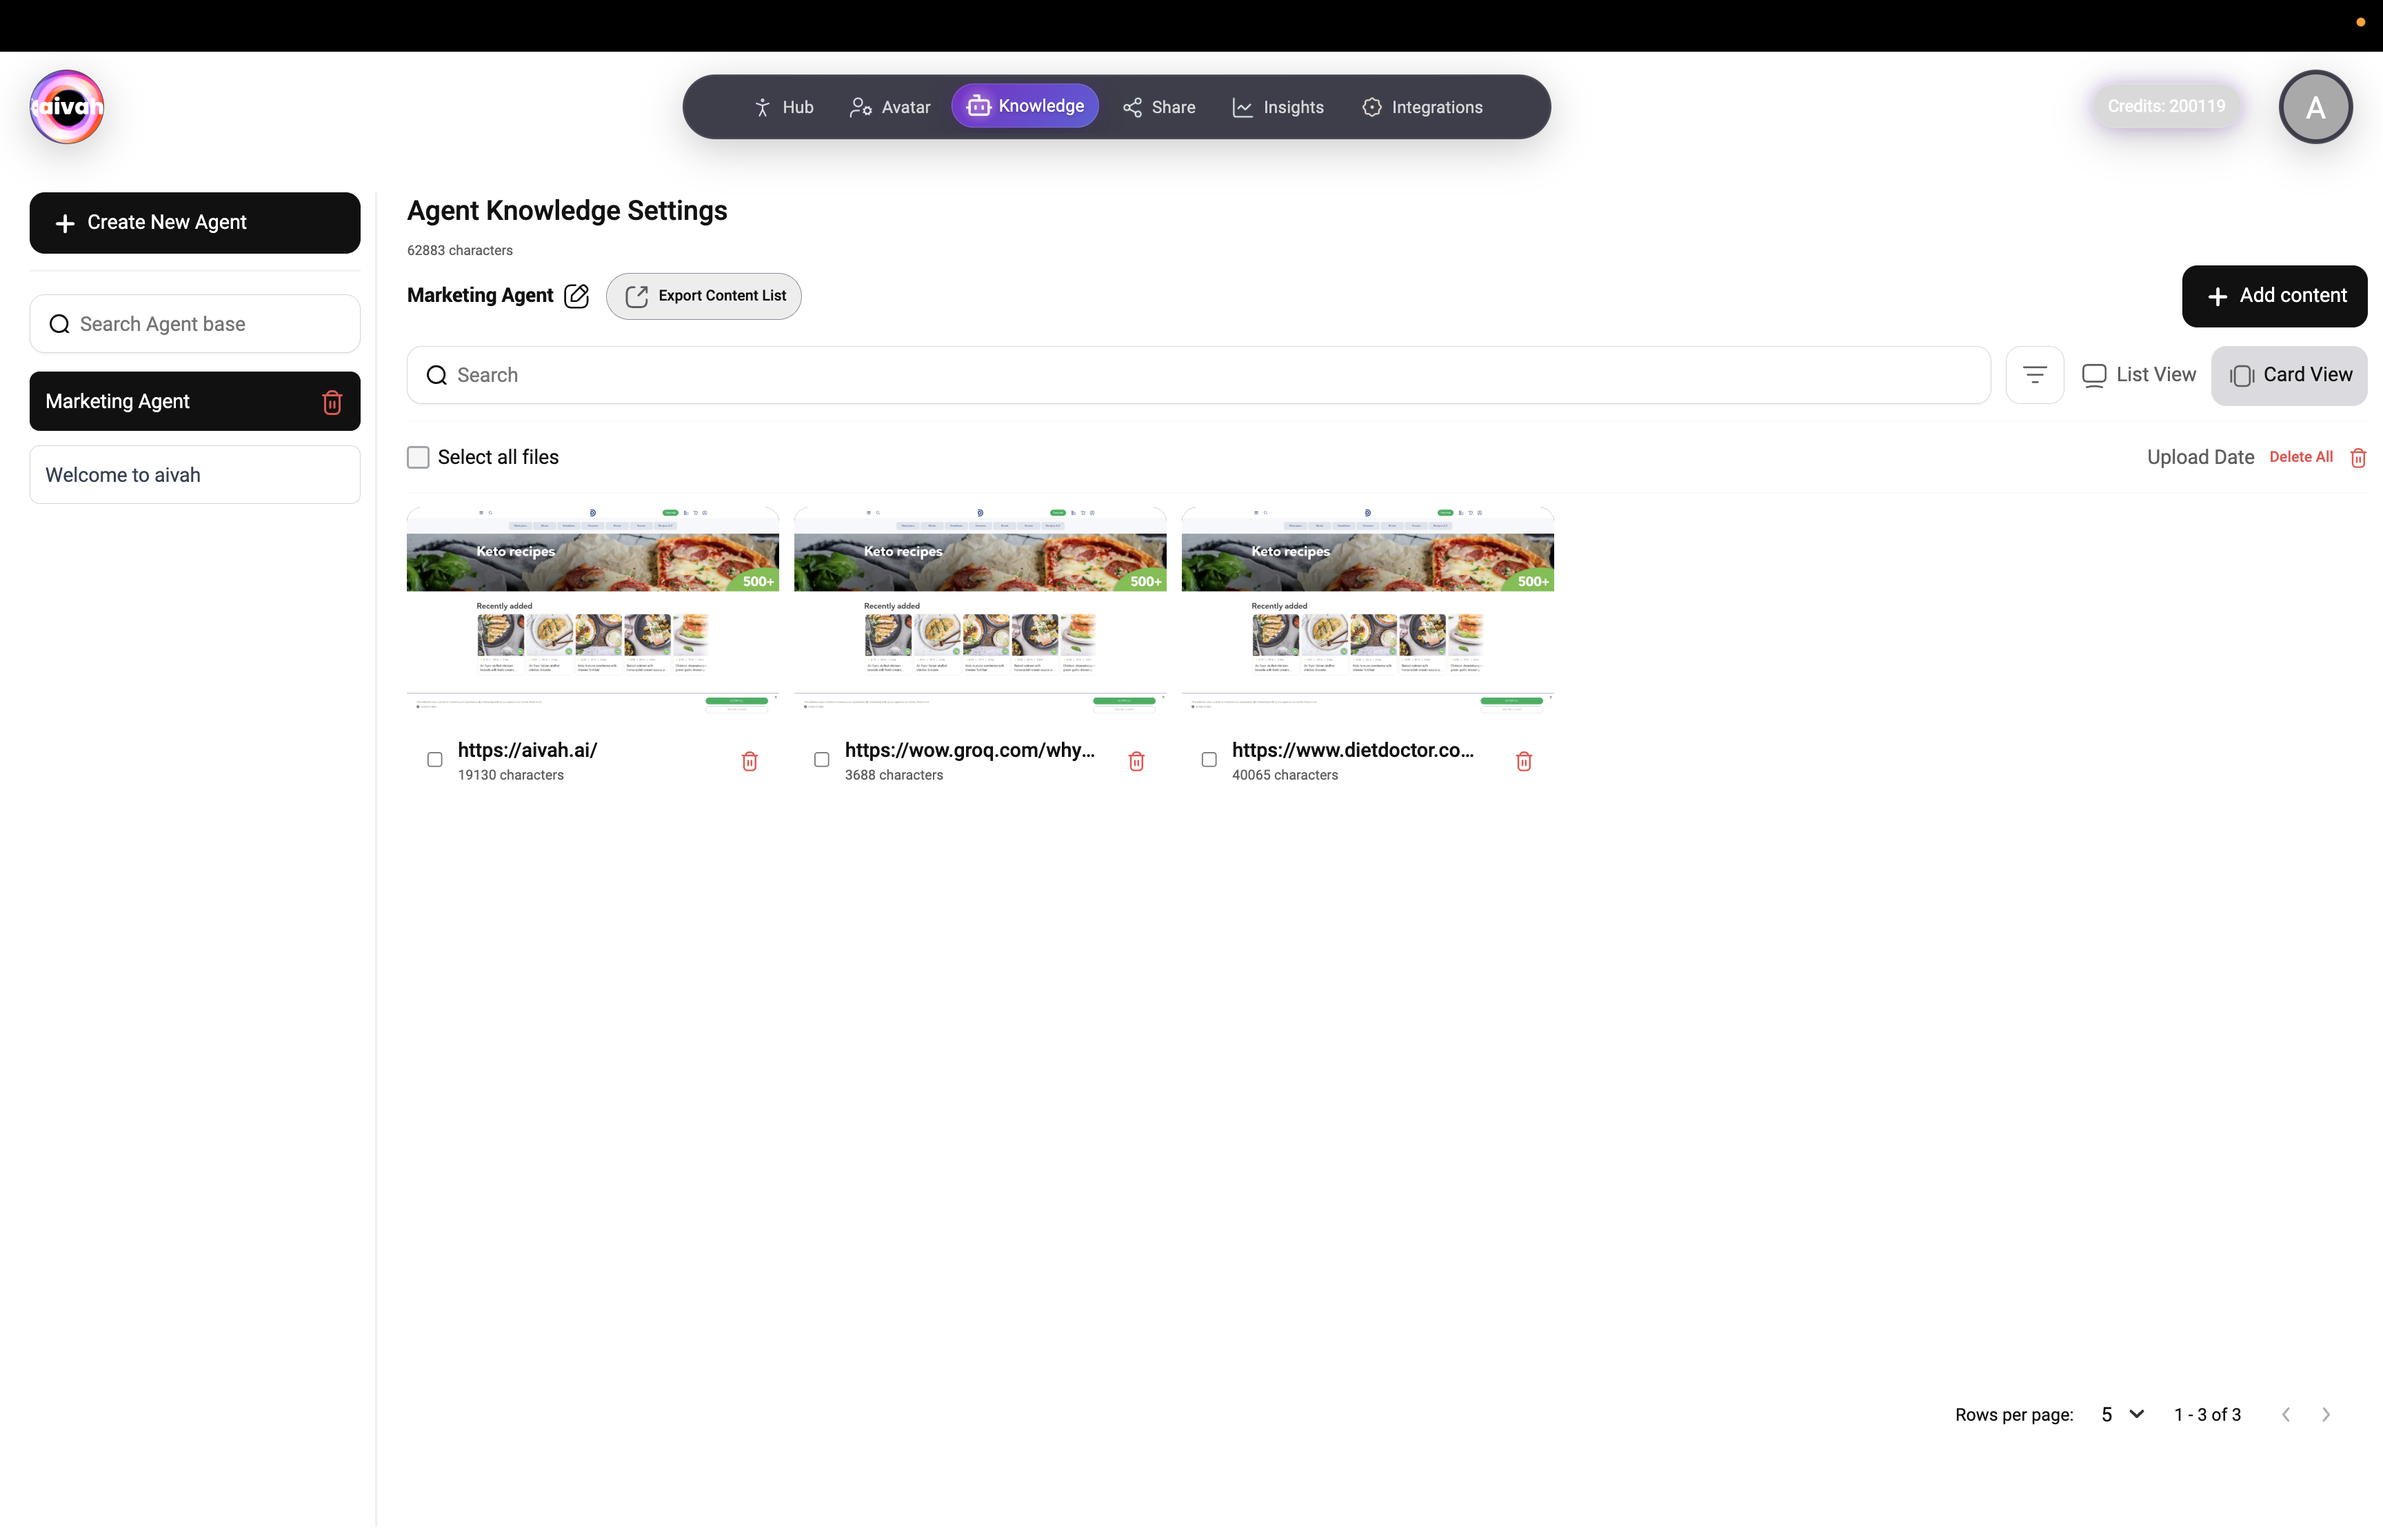 aivah
Hub
Avatar
Knowledge
Share
Insights
Integrations
Credits: 200119
A
Create New Agent
Search Agent base
Marketing Agent
Welcome to aivah
Agent Knowledge Settings
62883 characters
Marketing Agent
Export Content List
Add content
Search
List View
Card View
Select all files
Upload Date
Delete All
Keto recipes
500+
Recently added
https://aivah.ai/
19130 characters
Keto recipes
500+
Recently added
https://wow.groq.com/why...
3688 characters
Keto recipes
500+
Recently added
https://www.dietdoctor.co...
40065 characters
Rows per page: 5 1 - 3 of 3